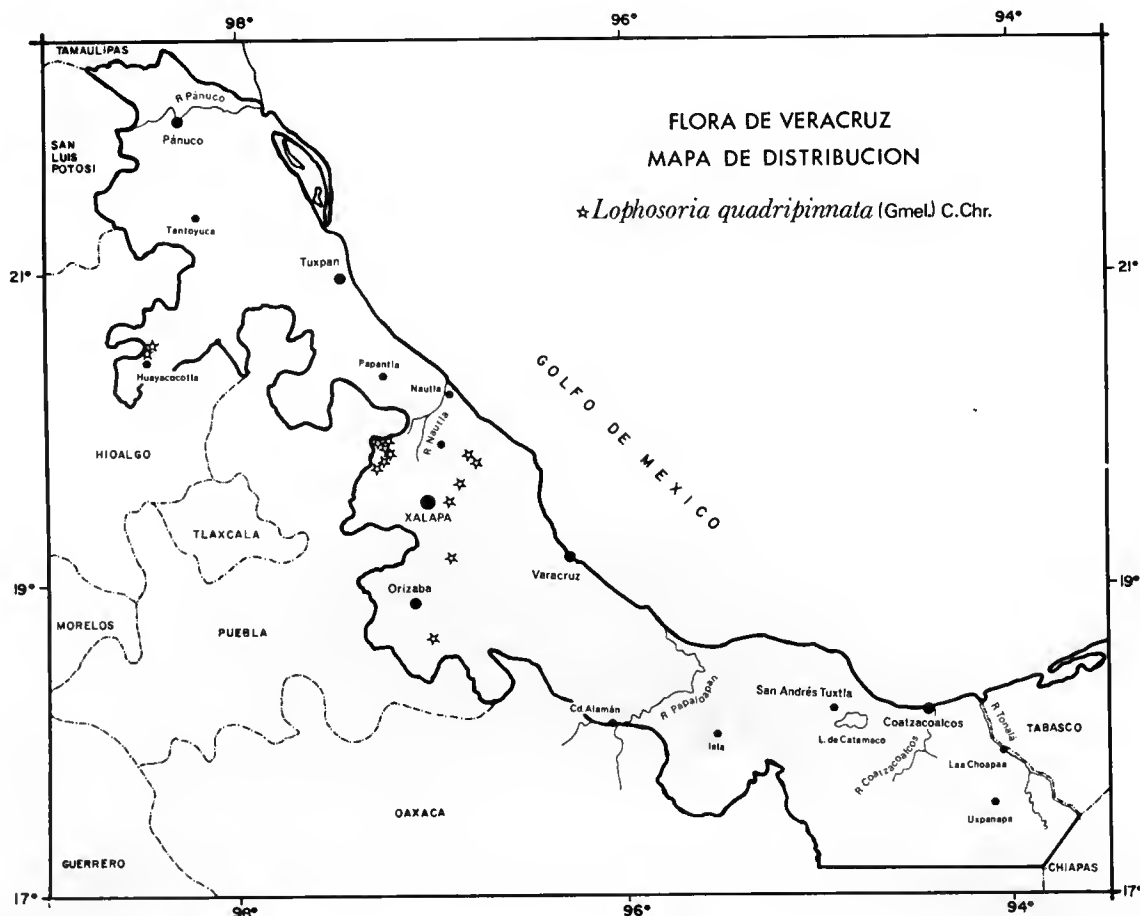 98°
96°
94°
TAMAULIPAS
R Pánuco
Pánuco
SAN
LUIS
POTOSI
FLORA DE VERACRUZ
MAPA DE DISTRIBUCION
Lophosoria quadripinnata (Gmel.) C.Chr.
Tantoyuca
21°
21°
Tuxpan
Huayacocotla
Papantla
Nautla
R Nautla
GOLFO DE MEXICO
HIDALGO
XALAPA
TLAXCALA
19°
19°
Orizaba
Veracruz
MORELOS
PUEBLA
Cd. Alamán
R Papaloapan
San Andrés Tuxtla
L. de Catemaco
Coatzacoalcos
R Tonalá
TABASCO
Isla
R Coatzacoalcos
Las Choapas
Uxpanapa
OAXACA
GUERRERO
CHIAPAS
17°
17°
98°
96°
94°